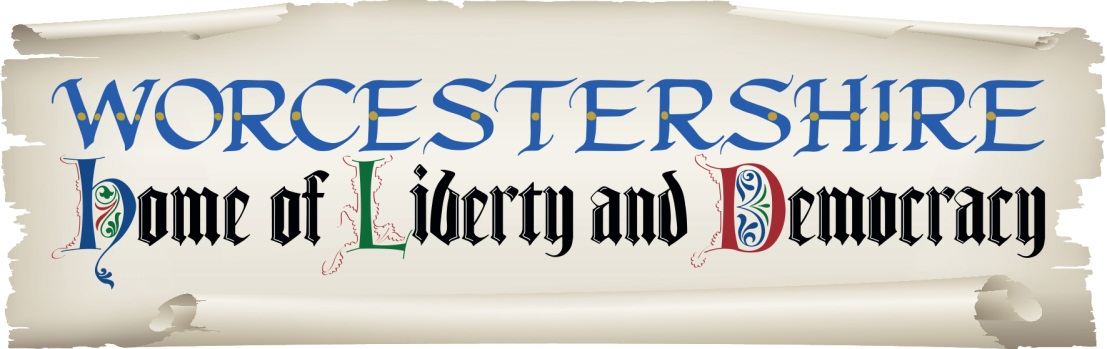 WORCESTERSHIRE
Home of Liberty and Democracy